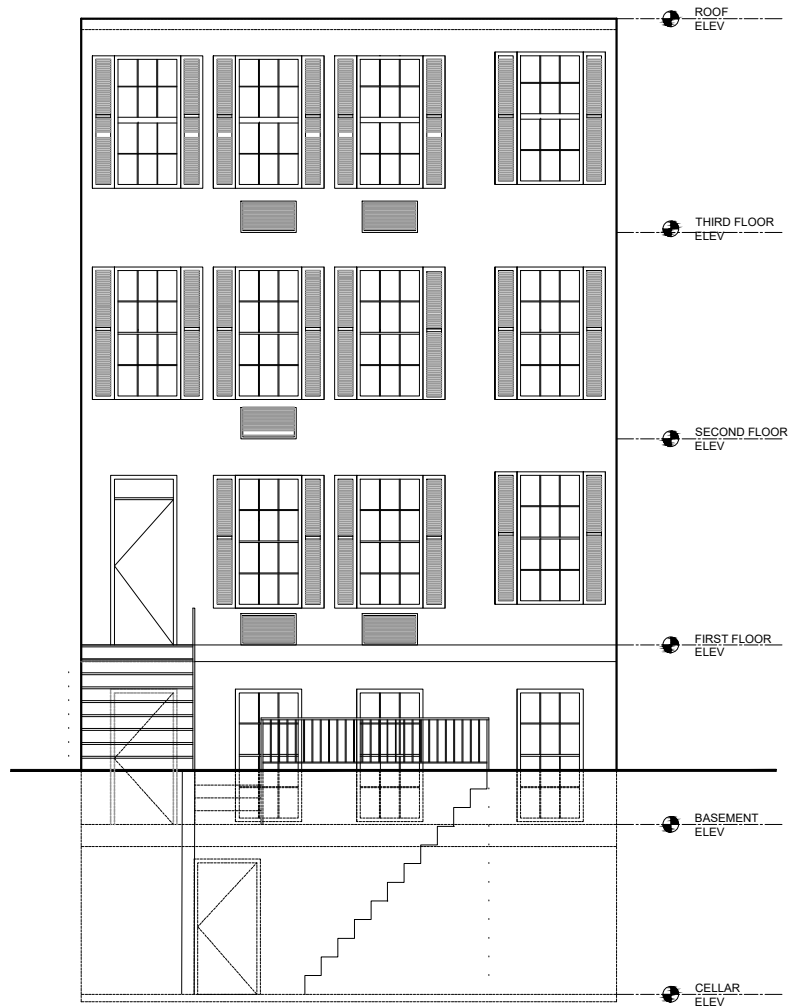 ROOF
ELEV
THIRD FLOOR
ELEV
SECOND FLOOR
ELEV
FIRST FLOOR
ELEV
BASEMENT
ELEV
CELLAR
ELEV